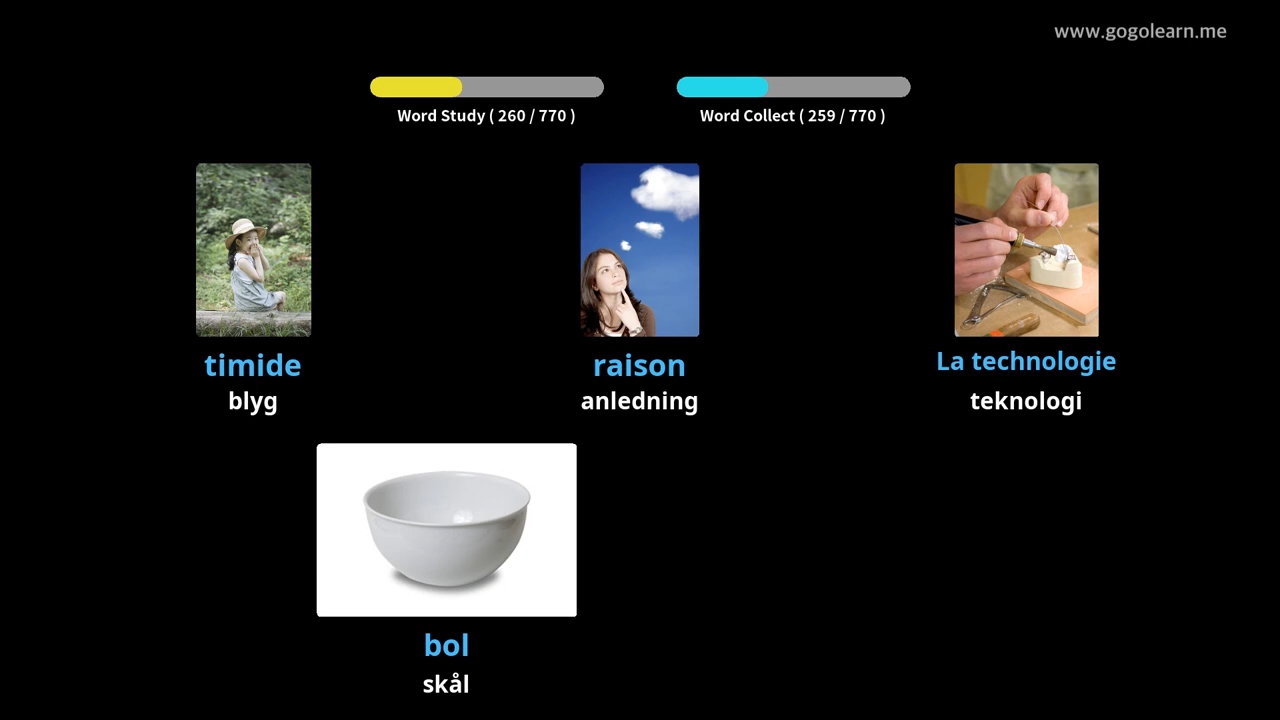 www.gogolearn.me
Word Study ( 260 / 770 )
Word Collect ( 259 / 770 )
timide
blyg
raison
anledning
La technologie
teknologi
bol
skål